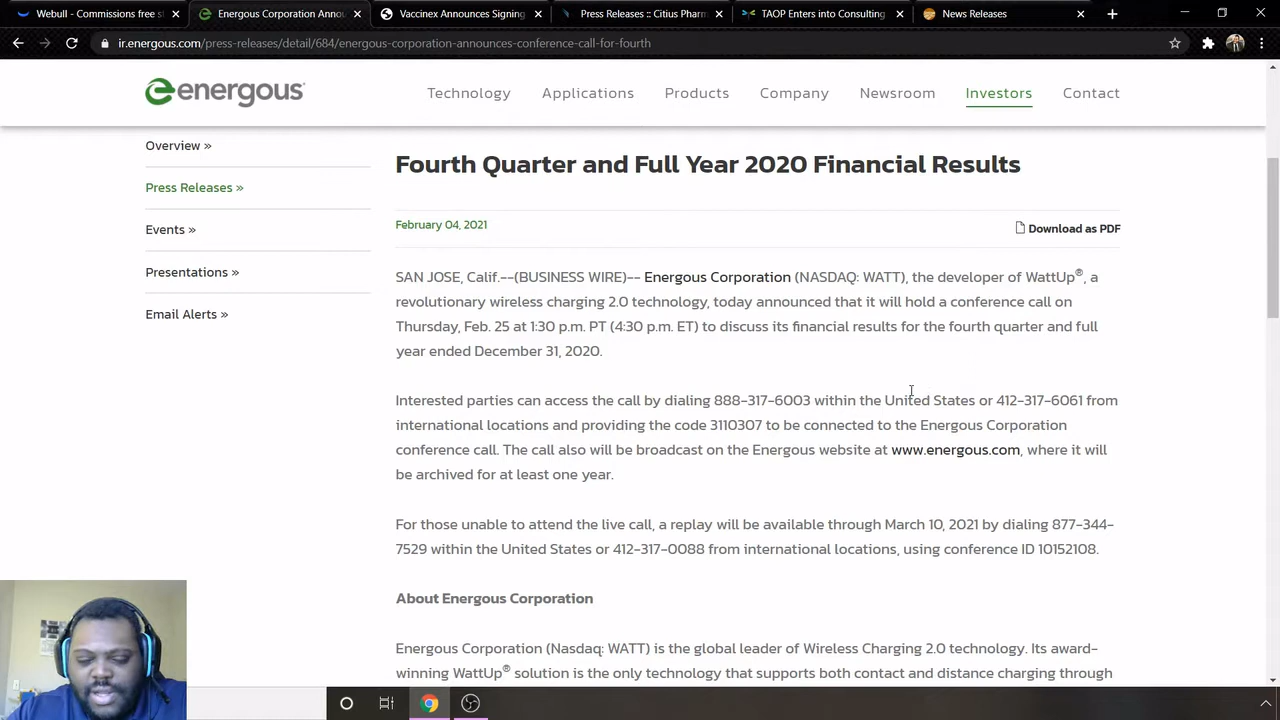 Webull - Commissions free s
Energous Corporation Annou
Vaccinex Announces Signing
Press Releases :: Citius Pharm
TAOP Enters into Consulting
News Releases
ir.energous.com/press-releases/detail/684/energous-corporation-announces-conference-call-for-fourth
energous
Technology
Applications
Products
Company
Newsroom
Investors
Contact
Overview »
Press Releases »
Events »
Presentations »
Email Alerts »
Fourth Quarter and Full Year 2020 Financial Results
February 04, 2021
Download as PDF
SAN JOSE, Calif.--(BUSINESS WIRE)-- Energous Corporation (NASDAQ: WATT), the developer of WattUp®, a
revolutionary wireless charging 2.0 technology, today announced that it will hold a conference call on
Thursday, Feb. 25 at 1:30 p.m. PT (4:30 p.m. ET) to discuss its financial results for the fourth quarter and full
year ended December 31, 2020.
Interested parties can access the call by dialing 888-317-6003 within the United States or 412-317-6061 from
international locations and providing the code 3110307 to be connected to the Energous Corporation
conference call. The call also will be broadcast on the Energous website at www.energous.com, where it will
be archived for at least one year.
For those unable to attend the live call, a replay will be available through March 10, 2021 by dialing 877-344-
7529 within the United States or 412-317-0088 from international locations, using conference ID 10152108.
About Energous Corporation
Energous Corporation (Nasdaq: WATT) is the global leader of Wireless Charging 2.0 technology. Its award-
winning WattUp® solution is the only technology that supports both contact and distance charging through